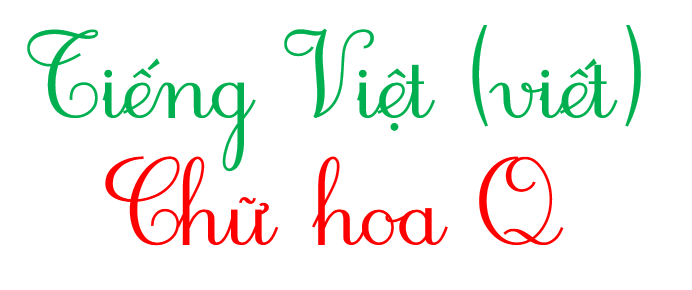 Tiếng Việt (viết)
Chữ hoa Q